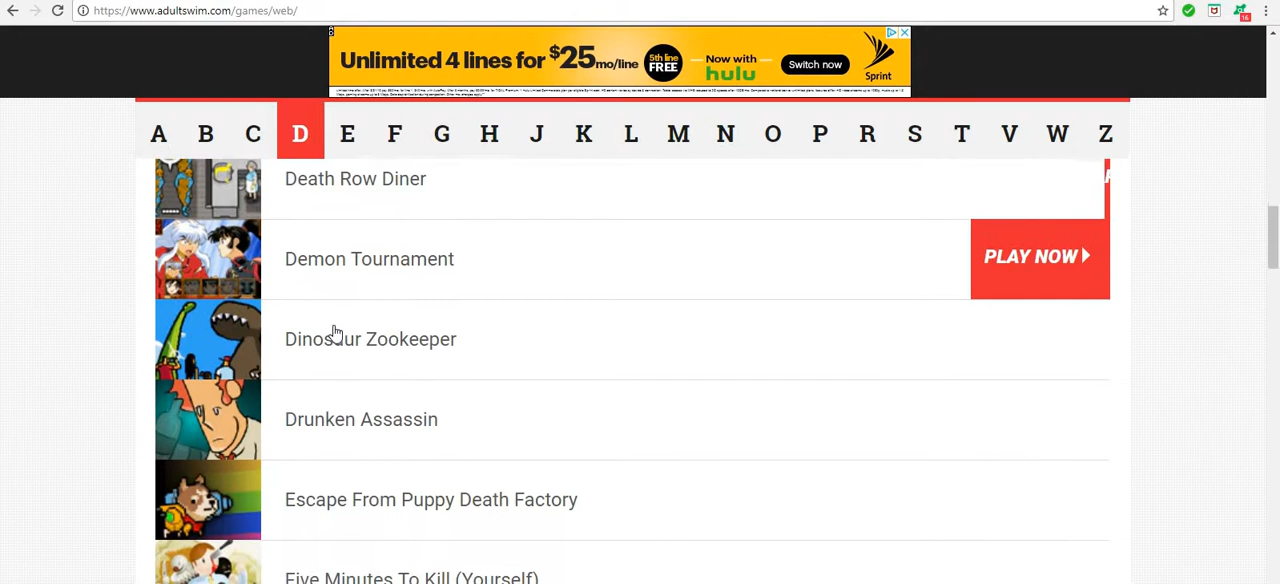 https://www.adultswim.com/games/web/
16
Unlimited 4 lines for $25mo/line
5th line FREE
Now with hulu
Switch now
Sprint
A B C D E F G H J K L M N O P R S T V W Z
Death Row Diner
Demon Tournament
PLAY NOW
Dinosaur Zookeeper
Drunken Assassin
Escape From Puppy Death Factory
Five Minutes To Kill (Yourself)